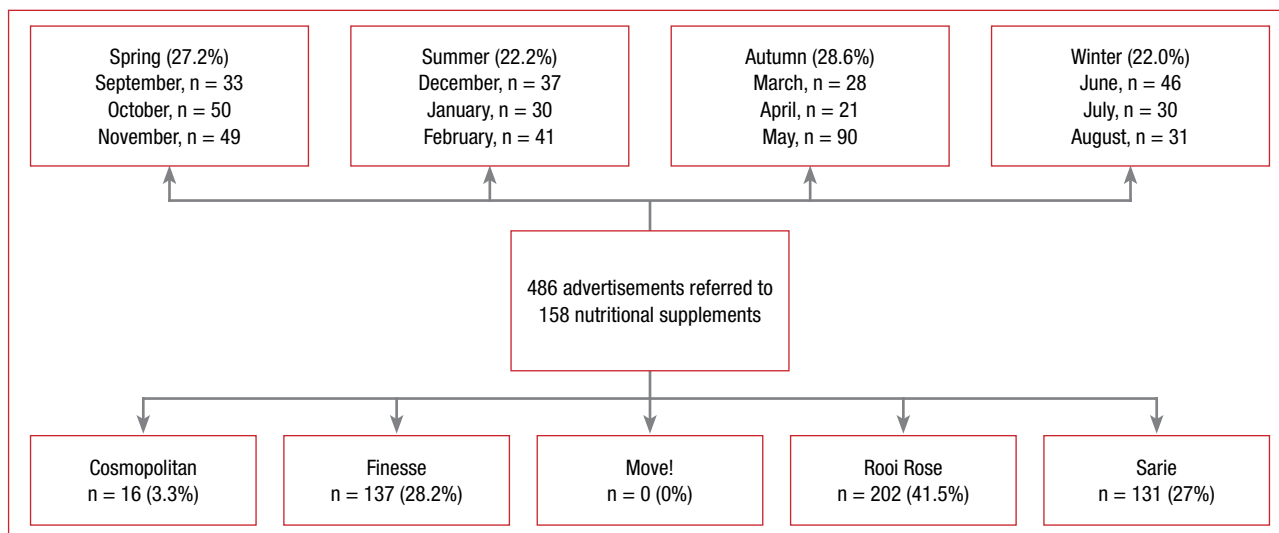 Spring (27.2%)
September, n = 33
October, n = 50
November, n = 49
Summer (22.2%)
December, n = 37
January, n = 30
February, n = 41
Autumn (28.6%)
March, n = 28
April, n = 21
May, n = 90
Winter (22.0%)
June, n = 46
July, n = 30
August, n = 31
486 advertisements referred to
158 nutritional supplements
Cosmopolitan
n = 16 (3.3%)
Finesse
n = 137 (28.2%)
Move!
n = 0 (0%)
Rooi Rose
n = 202 (41.5%)
Sarie
n = 131 (27%)